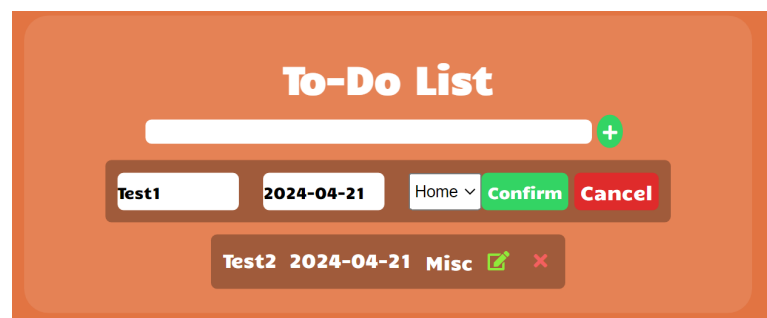 To-Do List
+
Test1 2024-04-21 Home Confirm Cancel
Test2 2024-04-21 Misc